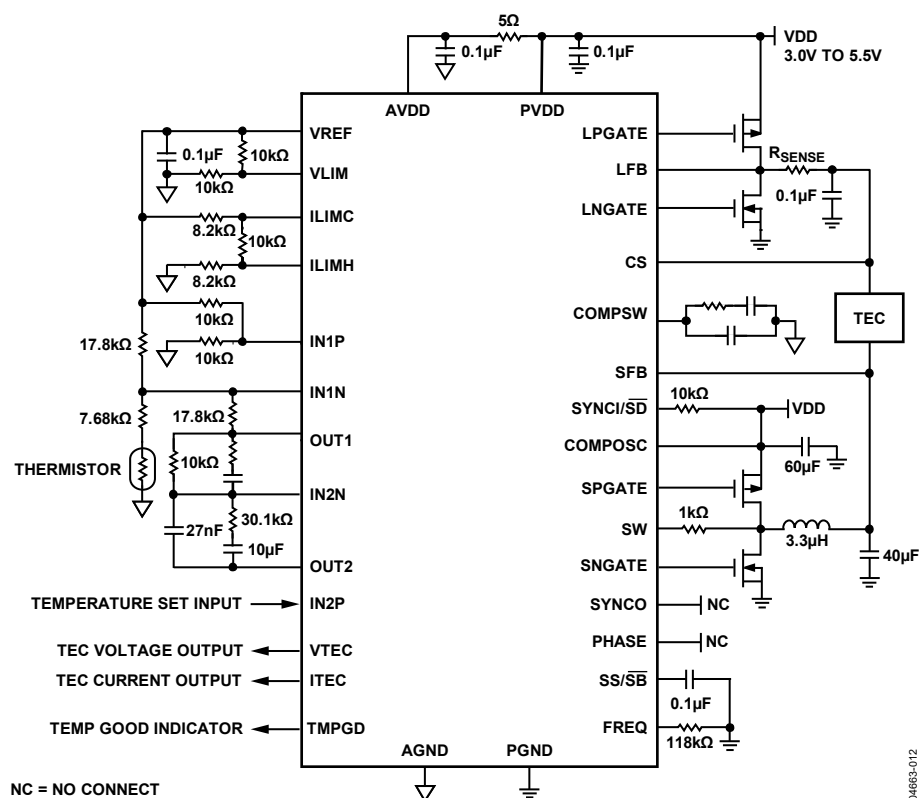 5Ω
0.1µF
0.1µF
VDD
3.0V TO 5.5V
AVDD
PVDD
VREF
LPGATE
0.1µF
10kΩ
RSENSE
VLIM
LFB
10kΩ
0.1µF
ILIMC
LNGATE
8.2kΩ
10kΩ
ILIMH
CS
8.2kΩ
10kΩ
COMPSW
TEC
17.8kΩ
IN1P
10kΩ
SFB
IN1N
10kΩ
SYNCI/SD
VDD
7.68kΩ
17.8kΩ
OUT1
COMPOSC
THERMISTOR
10kΩ
60µF
IN2N
SPGATE
30.1kΩ
1kΩ
27nF
SW
10µF
3.3µH
OUT2
SNGATE
40µF
TEMPERATURE SET INPUT
IN2P
SYNCO
NC
TEC VOLTAGE OUTPUT
VTEC
PHASE
NC
TEC CURRENT OUTPUT
ITEC
SS/SB
0.1µF
TEMP GOOD INDICATOR
TMPGD
FREQ
118kΩ
AGND
PGND
NC = NO CONNECT
04663-012